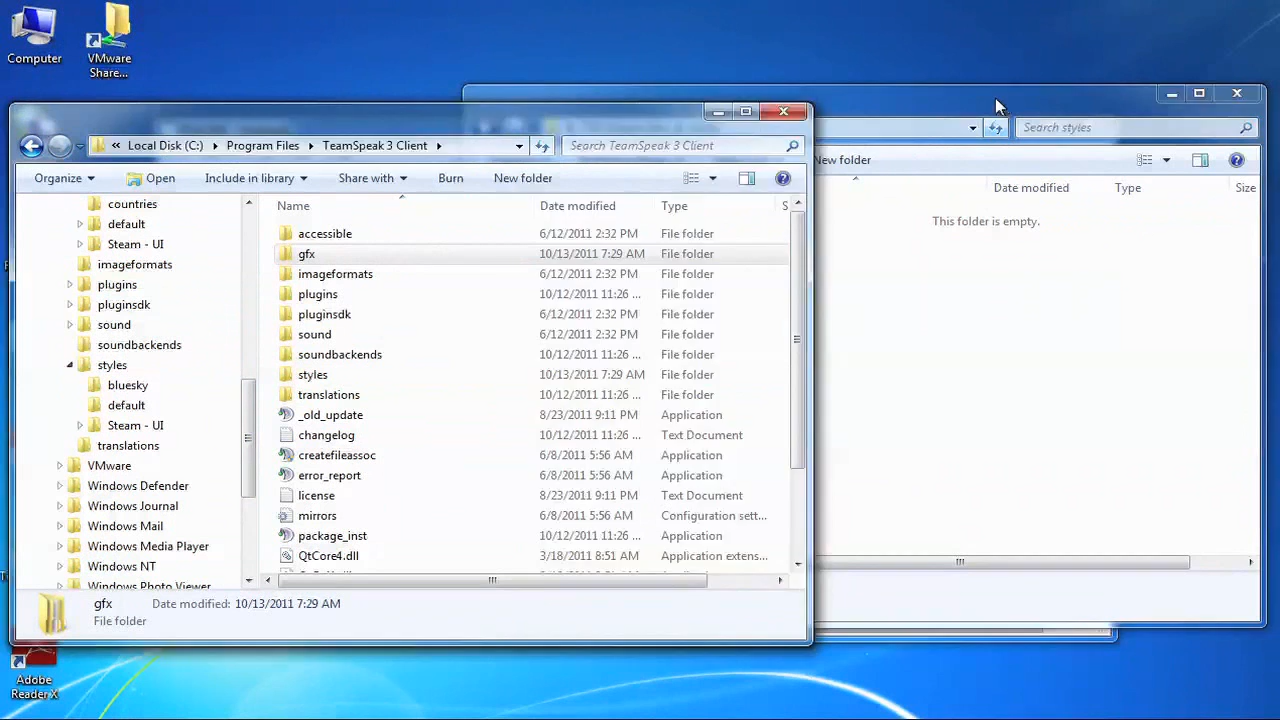 Computer
VMware
Share...
Search styles
« Local Disk (C:) Program Files TeamSpeak 3 Client
Search TeamSpeak 3 Client
New folder
Organize Open Include in library Share with Burn New folder
Date modified Type Size
This folder is empty.
countries
default
Steam - UI
imageformats
plugins
pluginsdk
sound
soundbackends
styles
bluesky
default
Steam - UI
translations
VMware
Windows Defender
Windows Journal
Windows Mail
Windows Media Player
Windows NT
Windows Photo Viewer
Name Date modified Type S
accessible 6/12/2011 2:32 PM File folder
gfx 10/13/2011 7:29 AM File folder
imageformats 6/12/2011 2:32 PM File folder
plugins 10/12/2011 11:26 ... File folder
pluginsdk 6/12/2011 2:32 PM File folder
sound 6/12/2011 2:32 PM File folder
soundbackends 10/12/2011 11:26 ... File folder
styles 10/13/2011 7:29 AM File folder
translations 10/12/2011 11:26 ... File folder
_old_update 8/23/2011 9:11 PM Application
changelog 10/12/2011 11:26 ... Text Document
createfileassoc 6/8/2011 5:56 AM Application
error_report 6/8/2011 5:56 AM Application
license 8/23/2011 9:11 PM Text Document
mirrors 6/8/2011 5:56 AM Configuration sett...
package_inst 10/12/2011 11:26 ... Application
QtCore4.dll 3/18/2011 8:51 AM Application extens...
gfx Date modified: 10/13/2011 7:29 AM
File folder
Adobe
Reader X